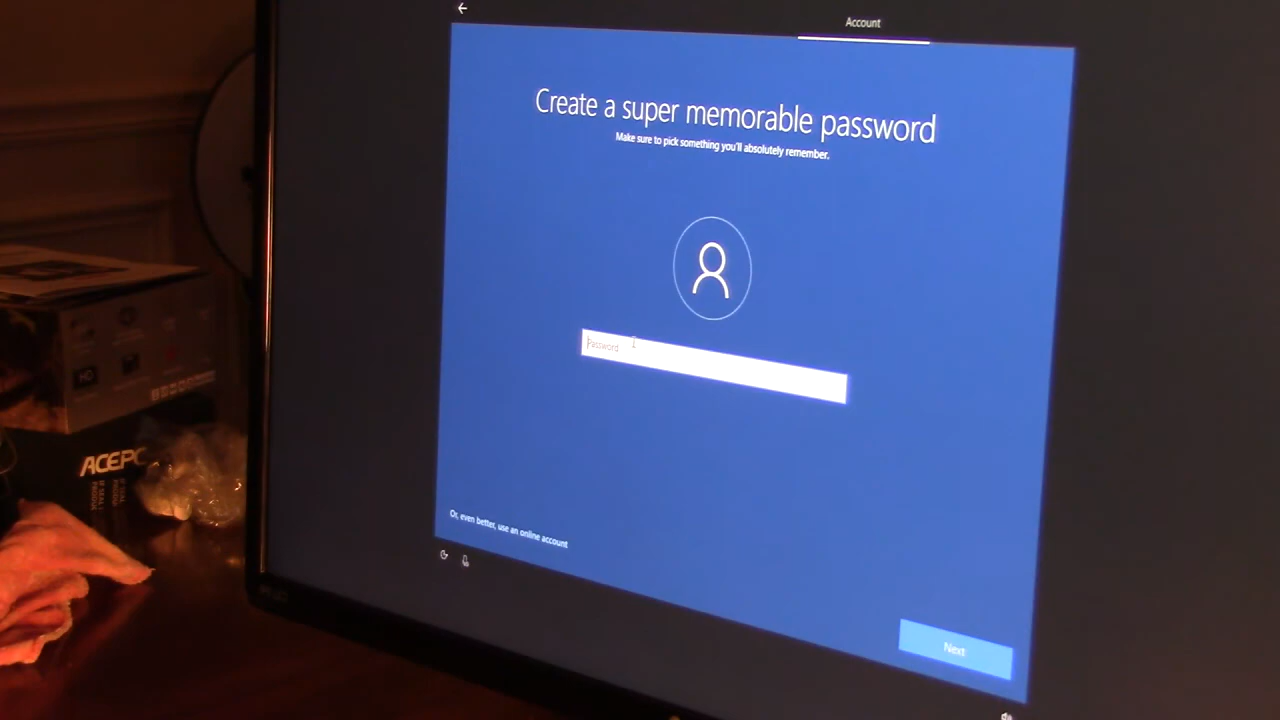 Account
Create a super memorable password
Make sure to pick something you'll absolutely remember.
Password
Or, even better, use an online account
Next
HD
ACEPC